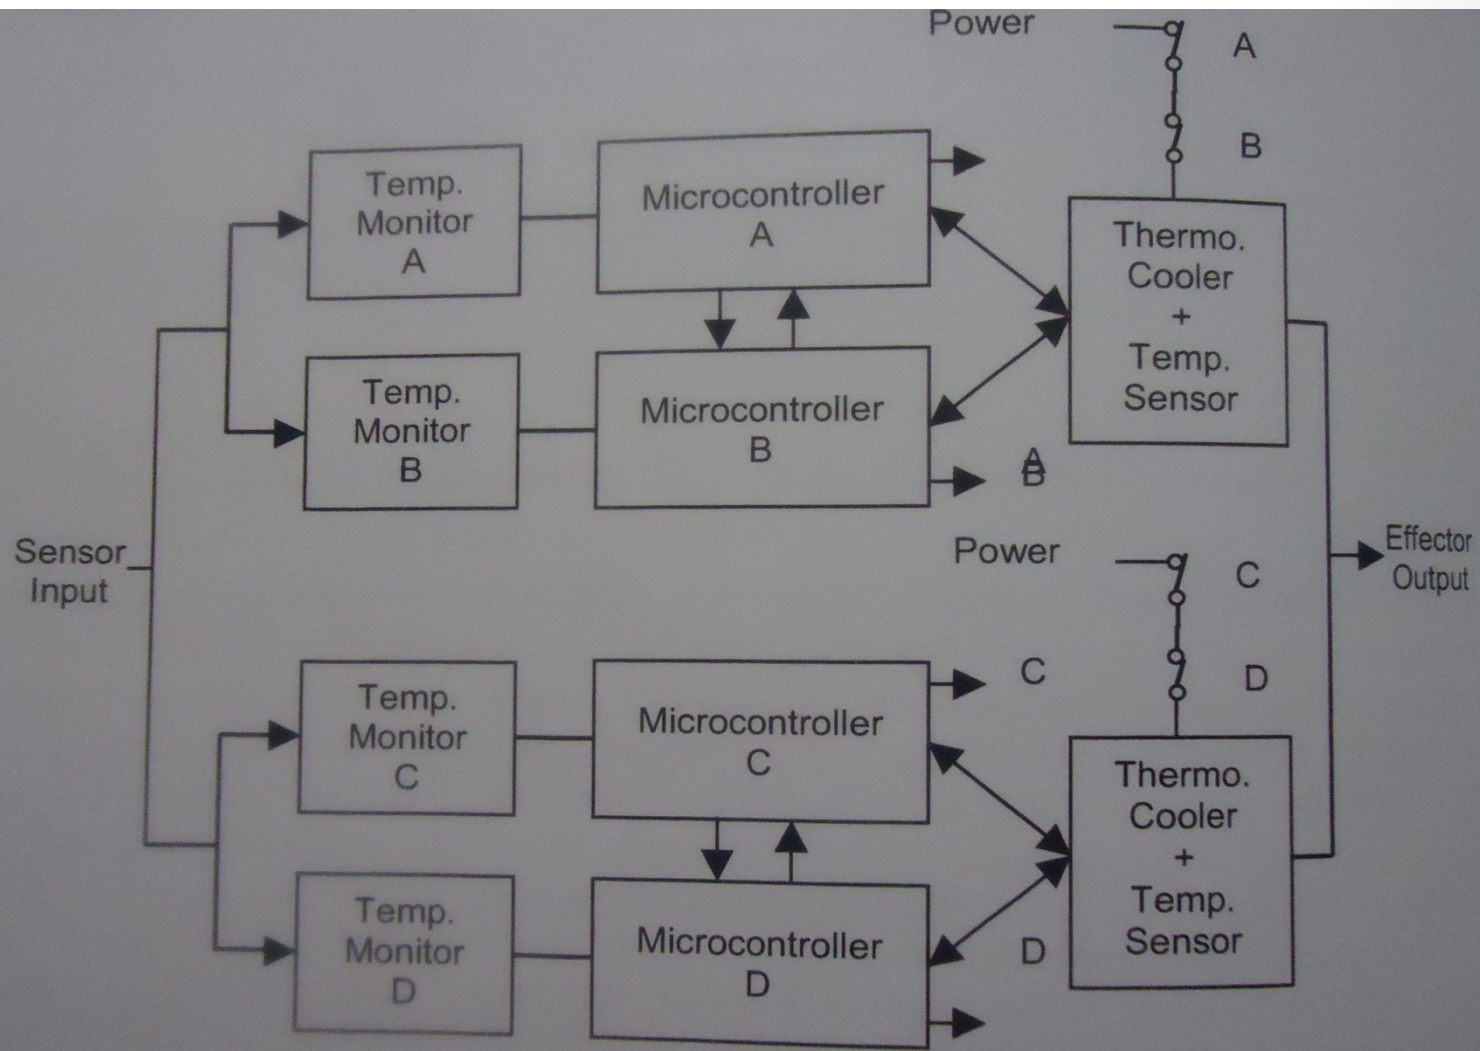 Power
A
B
Temp.
Monitor
A
Microcontroller
A
Thermo.
Cooler
+
Temp.
Sensor
Temp.
Monitor
B
Microcontroller
B
A
B
Sensor
Input
Power
C
D
Effector
Output
Temp.
Monitor
C
Microcontroller
C
C
Thermo.
Cooler
+
Temp.
Sensor
Temp.
Monitor
D
Microcontroller
D
D